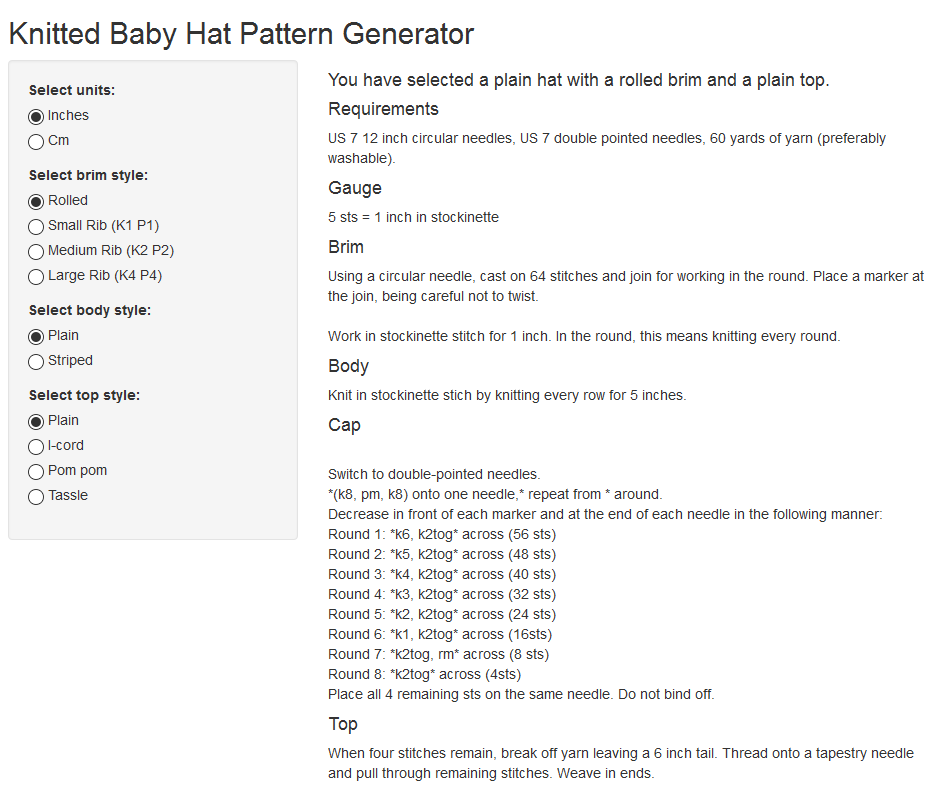 Knitted Baby Hat Pattern Generator
Select units:
Inches
Cm
Select brim style:
Rolled
Small Rib (K1 P1)
Medium Rib (K2 P2)
Large Rib (K4 P4)
Select body style:
Plain
Striped
Select top style:
Plain
I-cord
Pom pom
Tassle
You have selected a plain hat with a rolled brim and a plain top.
Requirements
US 7 12 inch circular needles, US 7 double pointed needles, 60 yards of yarn (preferably
washable).
Gauge
5 sts = 1 inch in stockinette
Brim
Using a circular needle, cast on 64 stitches and join for working in the round. Place a marker at
the join, being careful not to twist.
Work in stockinette stitch for 1 inch. In the round, this means knitting every round.
Body
Knit in stockinette stich by knitting every row for 5 inches.
Cap
Switch to double-pointed needles.
*(k8, pm, k8) onto one needle,* repeat from * around.
Decrease in front of each marker and at the end of each needle in the following manner:
Round 1: *k6, k2tog* across (56 sts)
Round 2: *k5, k2tog* across (48 sts)
Round 3: *k4, k2tog* across (40 sts)
Round 4: *k3, k2tog* across (32 sts)
Round 5: *k2, k2tog* across (24 sts)
Round 6: *k1, k2tog* across (16sts)
Round 7: *k2tog, rm* across (8 sts)
Round 8: *k2tog* across (4sts)
Place all 4 remaining sts on the same needle. Do not bind off.
Top
When four stitches remain, break off yarn leaving a 6 inch tail. Thread onto a tapestry needle
and pull through remaining stitches. Weave in ends.